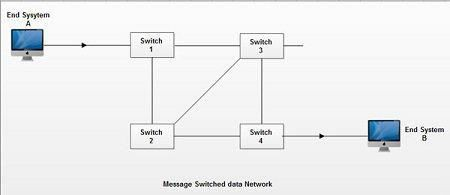 End Sysytem
A
Switch
1
Switch
3
Switch
2
Switch
4
End System
B
Message Switched data Network